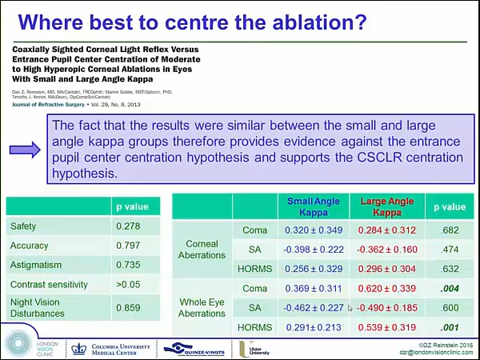 Where best to centre the ablation?
Coaxially Sighted Corneal Light Reflex Versus
Entrance Pupil Center Centration of Moderate
to High Hyperopic Corneal Ablations in Eyes
With Small and Large Angle Kappa
Journal of Refractive Surgery • Vol. 29, No. 8, 2013
The fact that the results were similar between the small and large
angle kappa groups therefore provides evidence against the entrance
pupil center centration hypothesis and supports the CSCLR centration
hypothesis.
p value
Safety 0.278
Accuracy 0.797
Astigmatism 0.735
Contrast sensitivity >0.05
Night Vision Disturbances 0.859
Small Angle Kappa Large Angle Kappa p value
Corneal Aberrations
Coma 0.320 ± 0.349 0.284 ± 0.312 .682
SA -0.398 ± 0.222 -0.362 ± 0.160 .474
HORMS 0.256 ± 0.329 0.296 ± 0.304 .632
Whole Eye Aberrations
Coma 0.369 ± 0.311 0.620 ± 0.339 .004
SA -0.462 ± 0.227 -0.490 ± 0.185 .600
HORMS 0.291± 0.213 0.539 ± 0.319 .001
LONDON VISION CLINIC
COLUMBIA UNIVERSITY MEDICAL CENTER
QUINZE-VINGTS
Ulster University
©DZ Reinstein 2016
dzr@londonvisionclinic.com